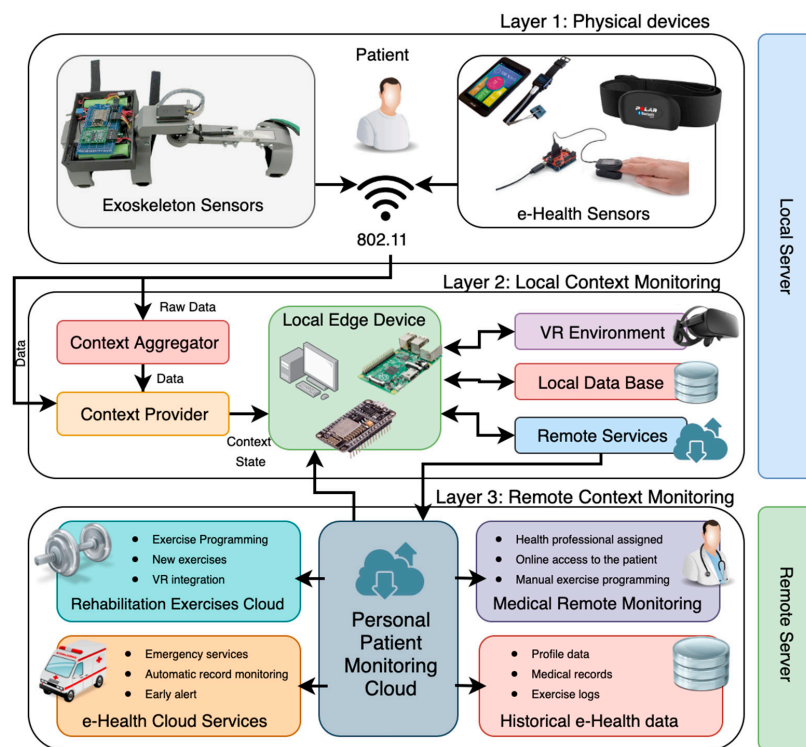 Layer 1: Physical devices
Patient
POLAR
Exoskeleton Sensors
e-Health Sensors
802.11
Local Server
Layer 2: Local Context Monitoring
Raw Data
Data
Context Aggregator
Data
Context Provider
Context
State
Local Edge Device
VR Environment
Local Data Base
Remote Services
Layer 3: Remote Context Monitoring
Exercise Programming
New exercises
VR integration
Rehabilitation Exercises Cloud
Health professional assigned
Online access to the patient
Manual exercise programming
Medical Remote Monitoring
Personal
Patient
Monitoring
Cloud
Emergency services
Automatic record monitoring
Early alert
e-Health Cloud Services
Profile data
Medical records
Exercise logs
Historical e-Health data
Remote Server